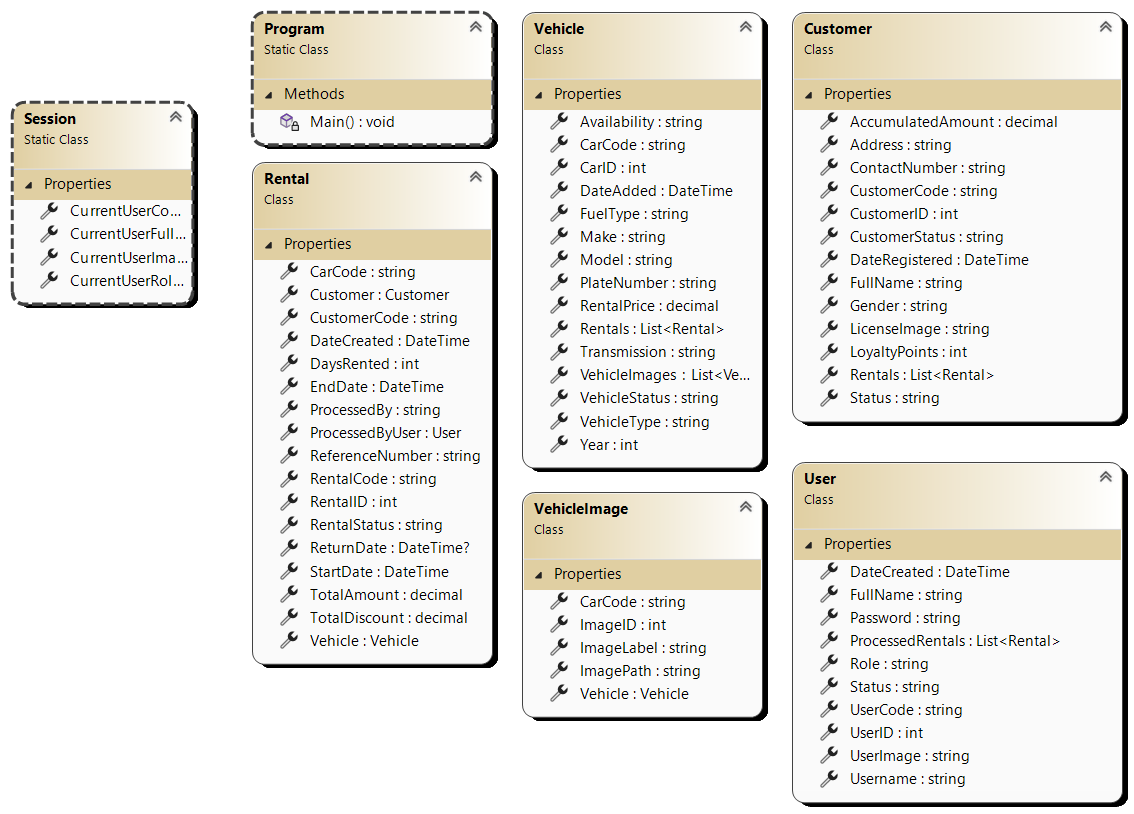 Session
Static Class
Properties
CurrentUserCo...
CurrentUserFull...
CurrentUserIma...
CurrentUserRol...
Program
Static Class
Methods
Main() : void
Rental
Class
Properties
CarCode : string
Customer : Customer
CustomerCode : string
DateCreated : DateTime
DaysRented : int
EndDate : DateTime
ProcessedBy : string
ProcessedByUser : User
ReferenceNumber : string
RentalCode : string
RentalID : int
RentalStatus : string
ReturnDate : DateTime?
StartDate : DateTime
TotalAmount : decimal
TotalDiscount : decimal
Vehicle : Vehicle
Vehicle
Class
Properties
Availability : string
CarCode : string
CarID : int
DateAdded : DateTime
FuelType : string
Make : string
Model : string
PlateNumber : string
RentalPrice : decimal
Rentals : List<Rental>
Transmission : string
VehicleImages : List<Ve...
VehicleStatus : string
VehicleType : string
Year : int
VehicleImage
Class
Properties
CarCode : string
ImageID : int
ImageLabel : string
ImagePath : string
Vehicle : Vehicle
Customer
Class
Properties
AccumulatedAmount : decimal
Address : string
ContactNumber : string
CustomerCode : string
CustomerID : int
CustomerStatus : string
DateRegistered : DateTime
FullName : string
Gender : string
LicenseImage : string
LoyaltyPoints : int
Rentals : List<Rental>
Status : string
User
Class
Properties
DateCreated : DateTime
FullName : string
Password : string
ProcessedRentals : List<Rental>
Role : string
Status : string
UserCode : string
UserID : int
UserImage : string
Username : string